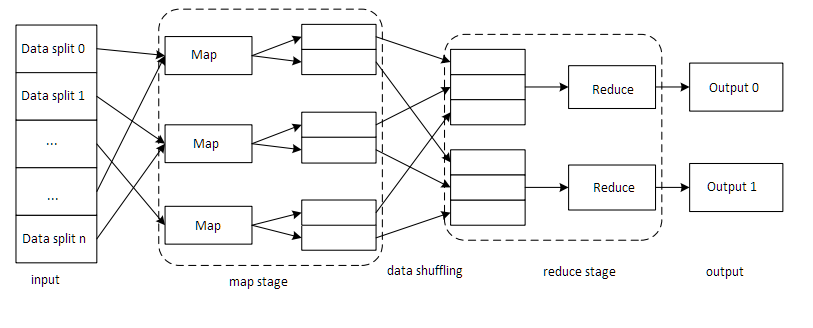 Data split 0
Data split 1
...
...
Data split n
input
Map
Map
Map
map stage
data shuffling
Reduce
Reduce
reduce stage
Output 0
Output 1
output